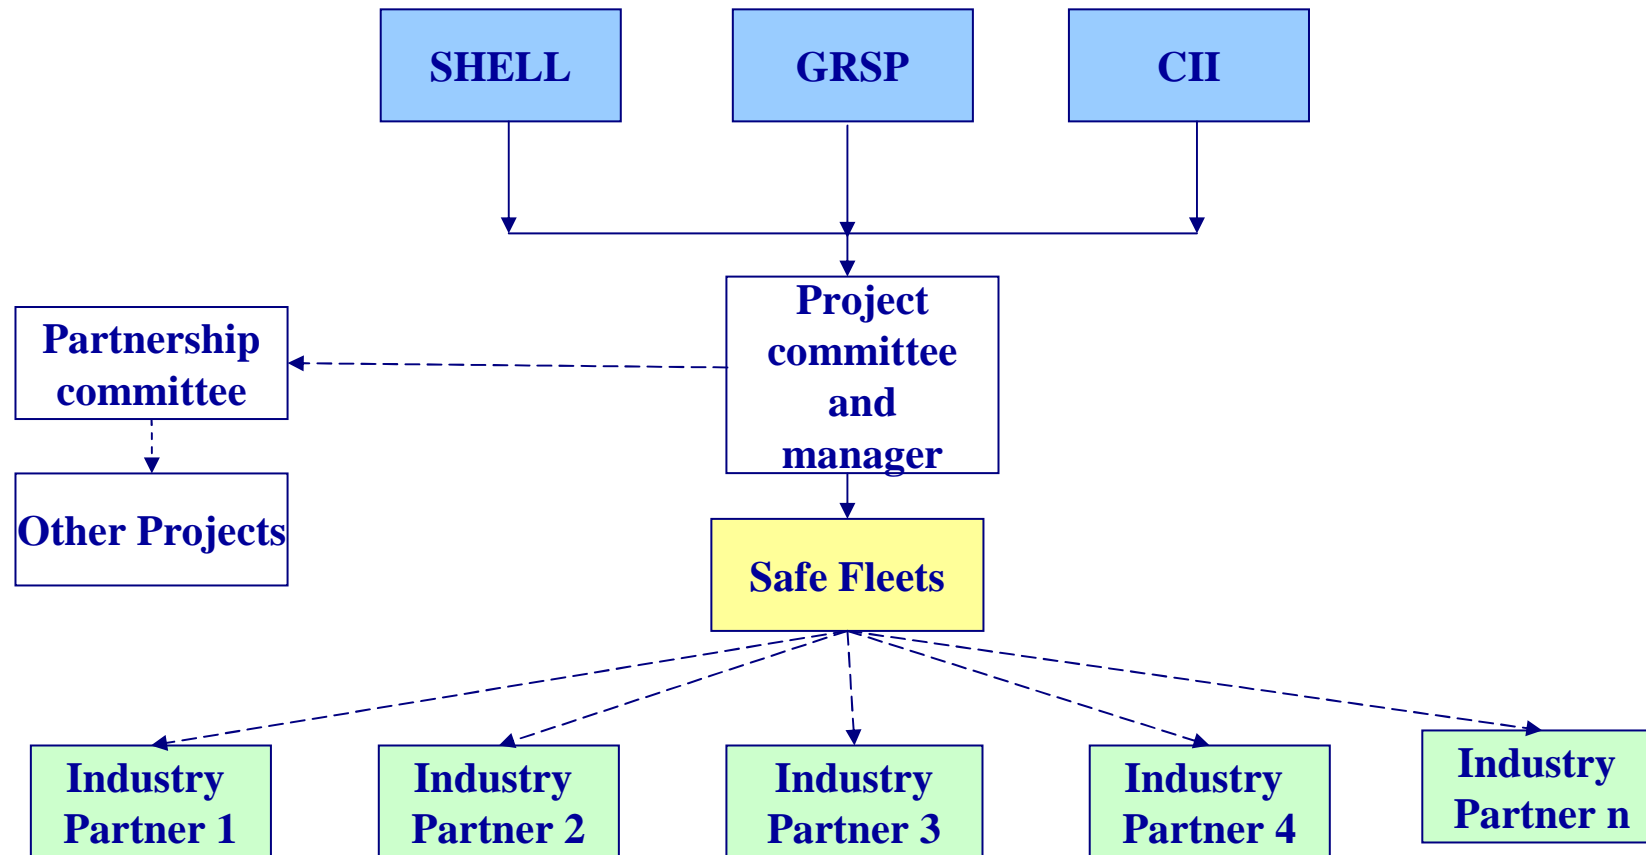 SHELL
GRSP
CII
Project
committee
and
manager
Partnership
committee
Other Projects
Safe Fleets
Industry
Partner 1
Industry
Partner 2
Industry
Partner 3
Industry
Partner 4
Industry
Partner n